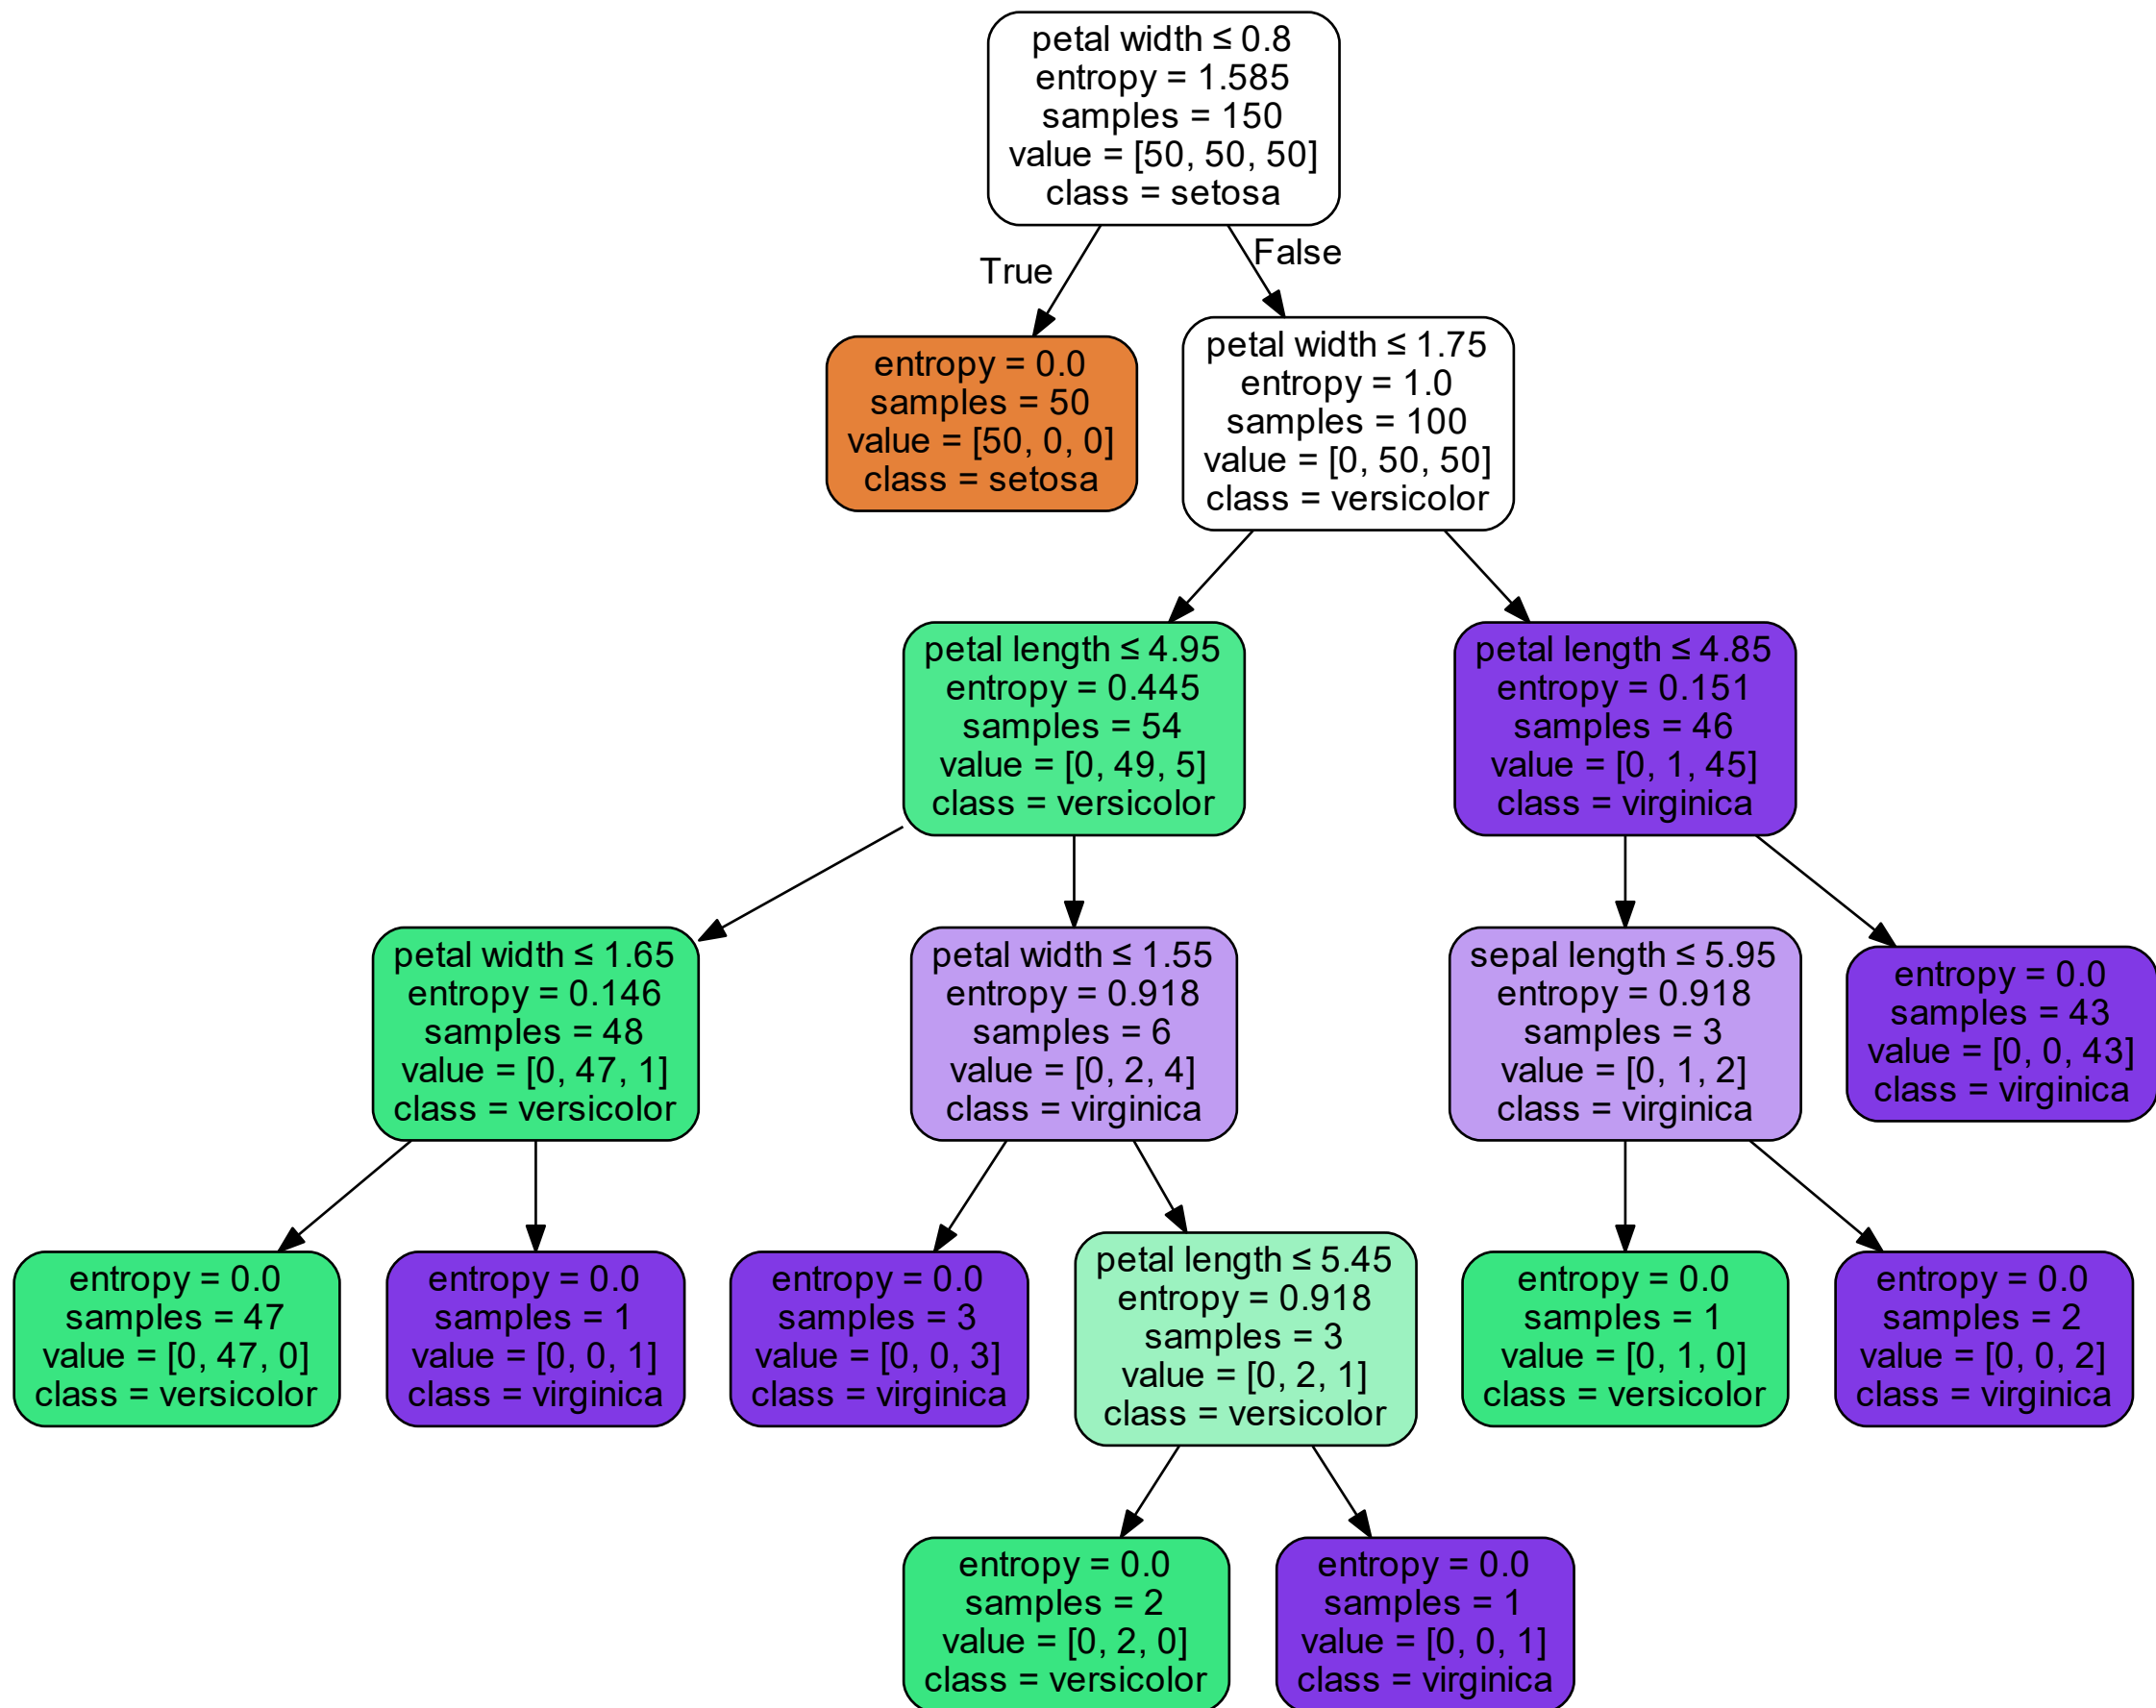 petal width ≤ 0.8
entropy = 1.585
samples = 150
value = [50, 50, 50]
class = setosa
True
False
entropy = 0.0
samples = 50
value = [50, 0, 0]
class = setosa
petal width ≤ 1.75
entropy = 1.0
samples = 100
value = [0, 50, 50]
class = versicolor
petal length ≤ 4.95
entropy = 0.445
samples = 54
value = [0, 49, 5]
class = versicolor
petal length ≤ 4.85
entropy = 0.151
samples = 46
value = [0, 1, 45]
class = virginica
petal width ≤ 1.65
entropy = 0.146
samples = 48
value = [0, 47, 1]
class = versicolor
petal width ≤ 1.55
entropy = 0.918
samples = 6
value = [0, 2, 4]
class = virginica
sepal length ≤ 5.95
entropy = 0.918
samples = 3
value = [0, 1, 2]
class = virginica
entropy = 0.0
samples = 43
value = [0, 0, 43]
class = virginica
entropy = 0.0
samples = 47
value = [0, 47, 0]
class = versicolor
entropy = 0.0
samples = 1
value = [0, 0, 1]
class = virginica
entropy = 0.0
samples = 3
value = [0, 0, 3]
class = virginica
petal length ≤ 5.45
entropy = 0.918
samples = 3
value = [0, 2, 1]
class = versicolor
entropy = 0.0
samples = 1
value = [0, 1, 0]
class = versicolor
entropy = 0.0
samples = 2
value = [0, 0, 2]
class = virginica
entropy = 0.0
samples = 2
value = [0, 2, 0]
class = versicolor
entropy = 0.0
samples = 1
value = [0, 0, 1]
class = virginica